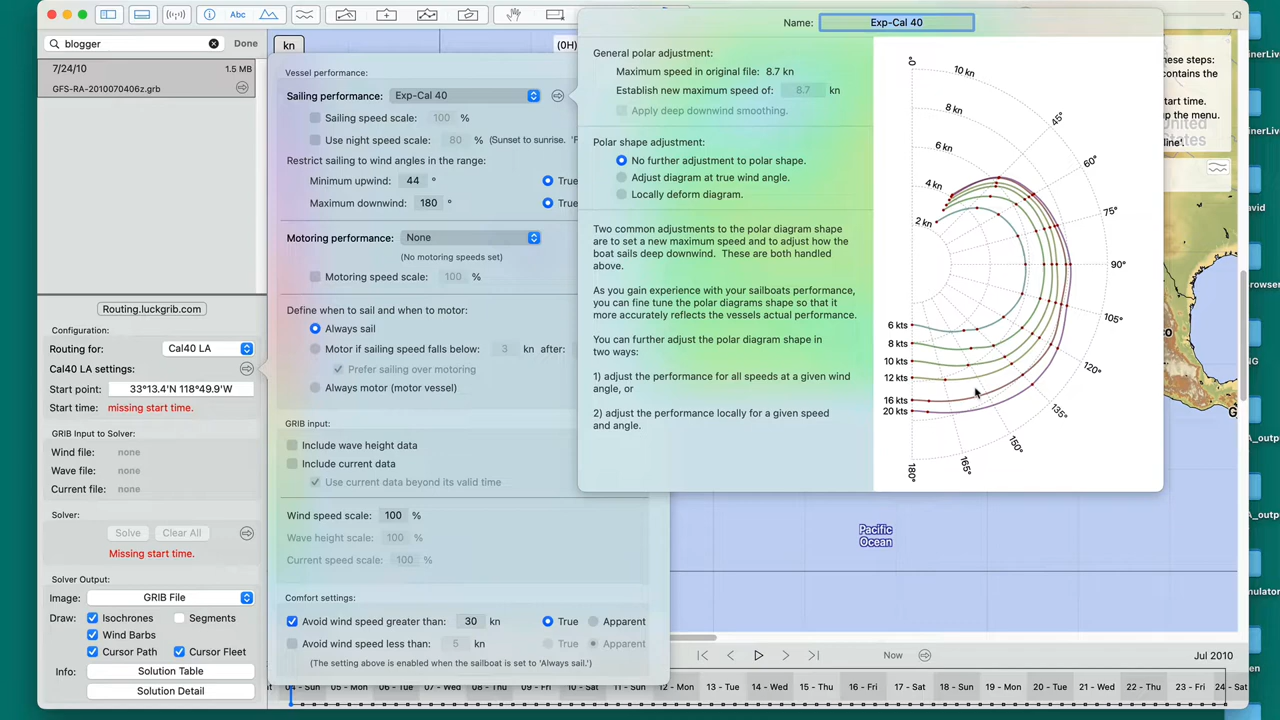 Abc
blogger
Done
7/24/10
1.5 MB
GFS-RA-2010070406z.grb
Routing.luckgrib.com
Configuration:
Routing for:
Cal40 LA
Cal40 LA settings:
Start point:
33°13.4'N 118°49.9'W
Start time:
missing start time.
GRIB Input to Solver:
Wind file:
none
Wave file:
none
Current file:
none
Solver:
Solve
Clear All
Missing start time.
Solver Output:
Image:
GRIB File
Draw:
Isochrones
Segments
Wind Barbs
Cursor Path
Cursor Fleet
Info:
Solution Table
Solution Detail
kn
(0H)
Vessel performance:
Sailing performance:
Exp-Cal 40
Sailing speed scale:
100
%
Use night speed scale:
80
%
(Sunset to sunrise. 'F
Restrict sailing to wind angles in the range:
Minimum upwind:
44
°
True
Maximum downwind:
180
°
True
Motoring performance:
None
(No motoring speeds set)
Motoring speed scale:
100
%
Define when to sail and when to motor:
Always sail
Motor if sailing speed falls below:
3
kn
after:
Prefer sailing over motoring
Always motor (motor vessel)
GRIB input:
Include wave height data
Include current data
Use current data beyond its valid time
Wind speed scale:
100
%
Wave height scale:
100
%
Current speed scale:
100
%
Comfort settings:
Avoid wind speed greater than:
30
kn
True
Apparent
Avoid wind speed less than:
5
kn
True
Apparent
(The setting above is enabled when the sailboat is set to 'Always sail.')
Name:
Exp-Cal 40
General polar adjustment:
Maximum speed in original file: 8.7 kn
Establish new maximum speed of:
8.7
kn
Apply deep downwind smoothing.
Polar shape adjustment:
No further adjustment to polar shape.
Adjust diagram at true wind angle.
Locally deform diagram.
Two common adjustments to the polar diagram shape
are to set a new maximum speed and to adjust how the
boat sails deep downwind. These are both handled
above.
As you gain experience with your sailboats performance,
you can fine tune the polar diagrams shape so that it
more accurately reflects the vessels actual performance.
You can further adjust the polar diagram shape in
two ways:
1) adjust the performance for all speeds at a given wind
angle, or
2) adjust the performance locally for a given speed
and angle.
0°
10 kn
8 kn
6 kn
4 kn
2 kn
45°
60°
75°
90°
105°
120°
135°
150°
165°
180°
6 kts
8 kts
10 kts
12 kts
16 kts
20 kts
hese steps:
contains the
tart time.
up the menu.
line'.
United
States
Pacific
Ocean
Now
Jul 2010
04 - Sun
05 - Mon
06 - Tue
07 - Wed
08 - Thu
09 - Fri
10 - Sat
11 - Sun
12 - Mon
13 - Tue
14 - Wed
15 - Thu
16 - Fri
17 - Sat
18 - Sun
19 - Mon
20 - Tue
21 - Wed
22 - Thu
23 - Fri
24 - Sat
inerLive
avid
rowser
A_outp
A_outp
mulator
en
inerLive